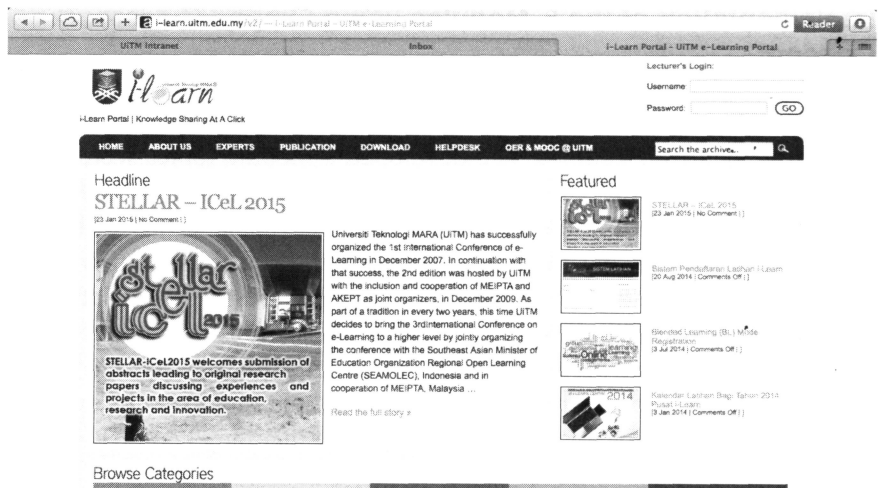 i-learn.uitm.edu.my/v2/ — i-Learn Portal - UiTM e-Learning Portal
Reader
UiTM Intranet
Inbox
i-Learn Portal - UiTM e-Learning Portal
Lecturer's Login:
Username
Password:
GO
i-Learn
i-Learn Portal | Knowledge Sharing At A Click
HOME ABOUT US EXPERTS PUBLICATION DOWNLOAD HELPDESK OER & MOOC @ UITM
Search the archive...
Headline
STELLAR – ICeL 2015
[23 Jan 2015 | No Comment | ]
stellar
icel
2015
STELLAR-iCeL2015 welcomes submission of
abstracts leading to original research
papers discussing experiences and
projects in the area of education,
research and innovation.
Universiti Teknologi MARA (UiTM) has successfully
organized the 1st International Conference of e-
Learning in December 2007. In continuation with
that success, the 2nd edition was hosted by UiTM
with the inclusion and cooperation of MEIPTA and
AKEPT as joint organizers, in December 2009. As
part of a tradition in every two years, this time UiTM
decides to bring the 3rdInternational Conference on
e-Learning to a higher level by jointly organizing
the conference with the Southeast Asian Minister of
Education Organization Regional Open Learning
Centre (SEAMOLEC), Indonesia and in
cooperation of MEIPTA, Malaysia ...
Read the full story »
Featured
STELLAR – ICeL 2015
[23 Jan 2015 | No Comment | ]
SISTEM LATIHAN
Sistem Pendaftaran Latihan i-Learn
[20 Aug 2014 | Comments Off | ]
Online learning
Blended Learning (BL) Mode
Registration
[3 Jul 2014 | Comments Off | ]
2014
Kalendar Latihan Bagi Tahun 2014
Pusat i-Learn
[3 Jan 2014 | Comments Off | ]
Browse Categories